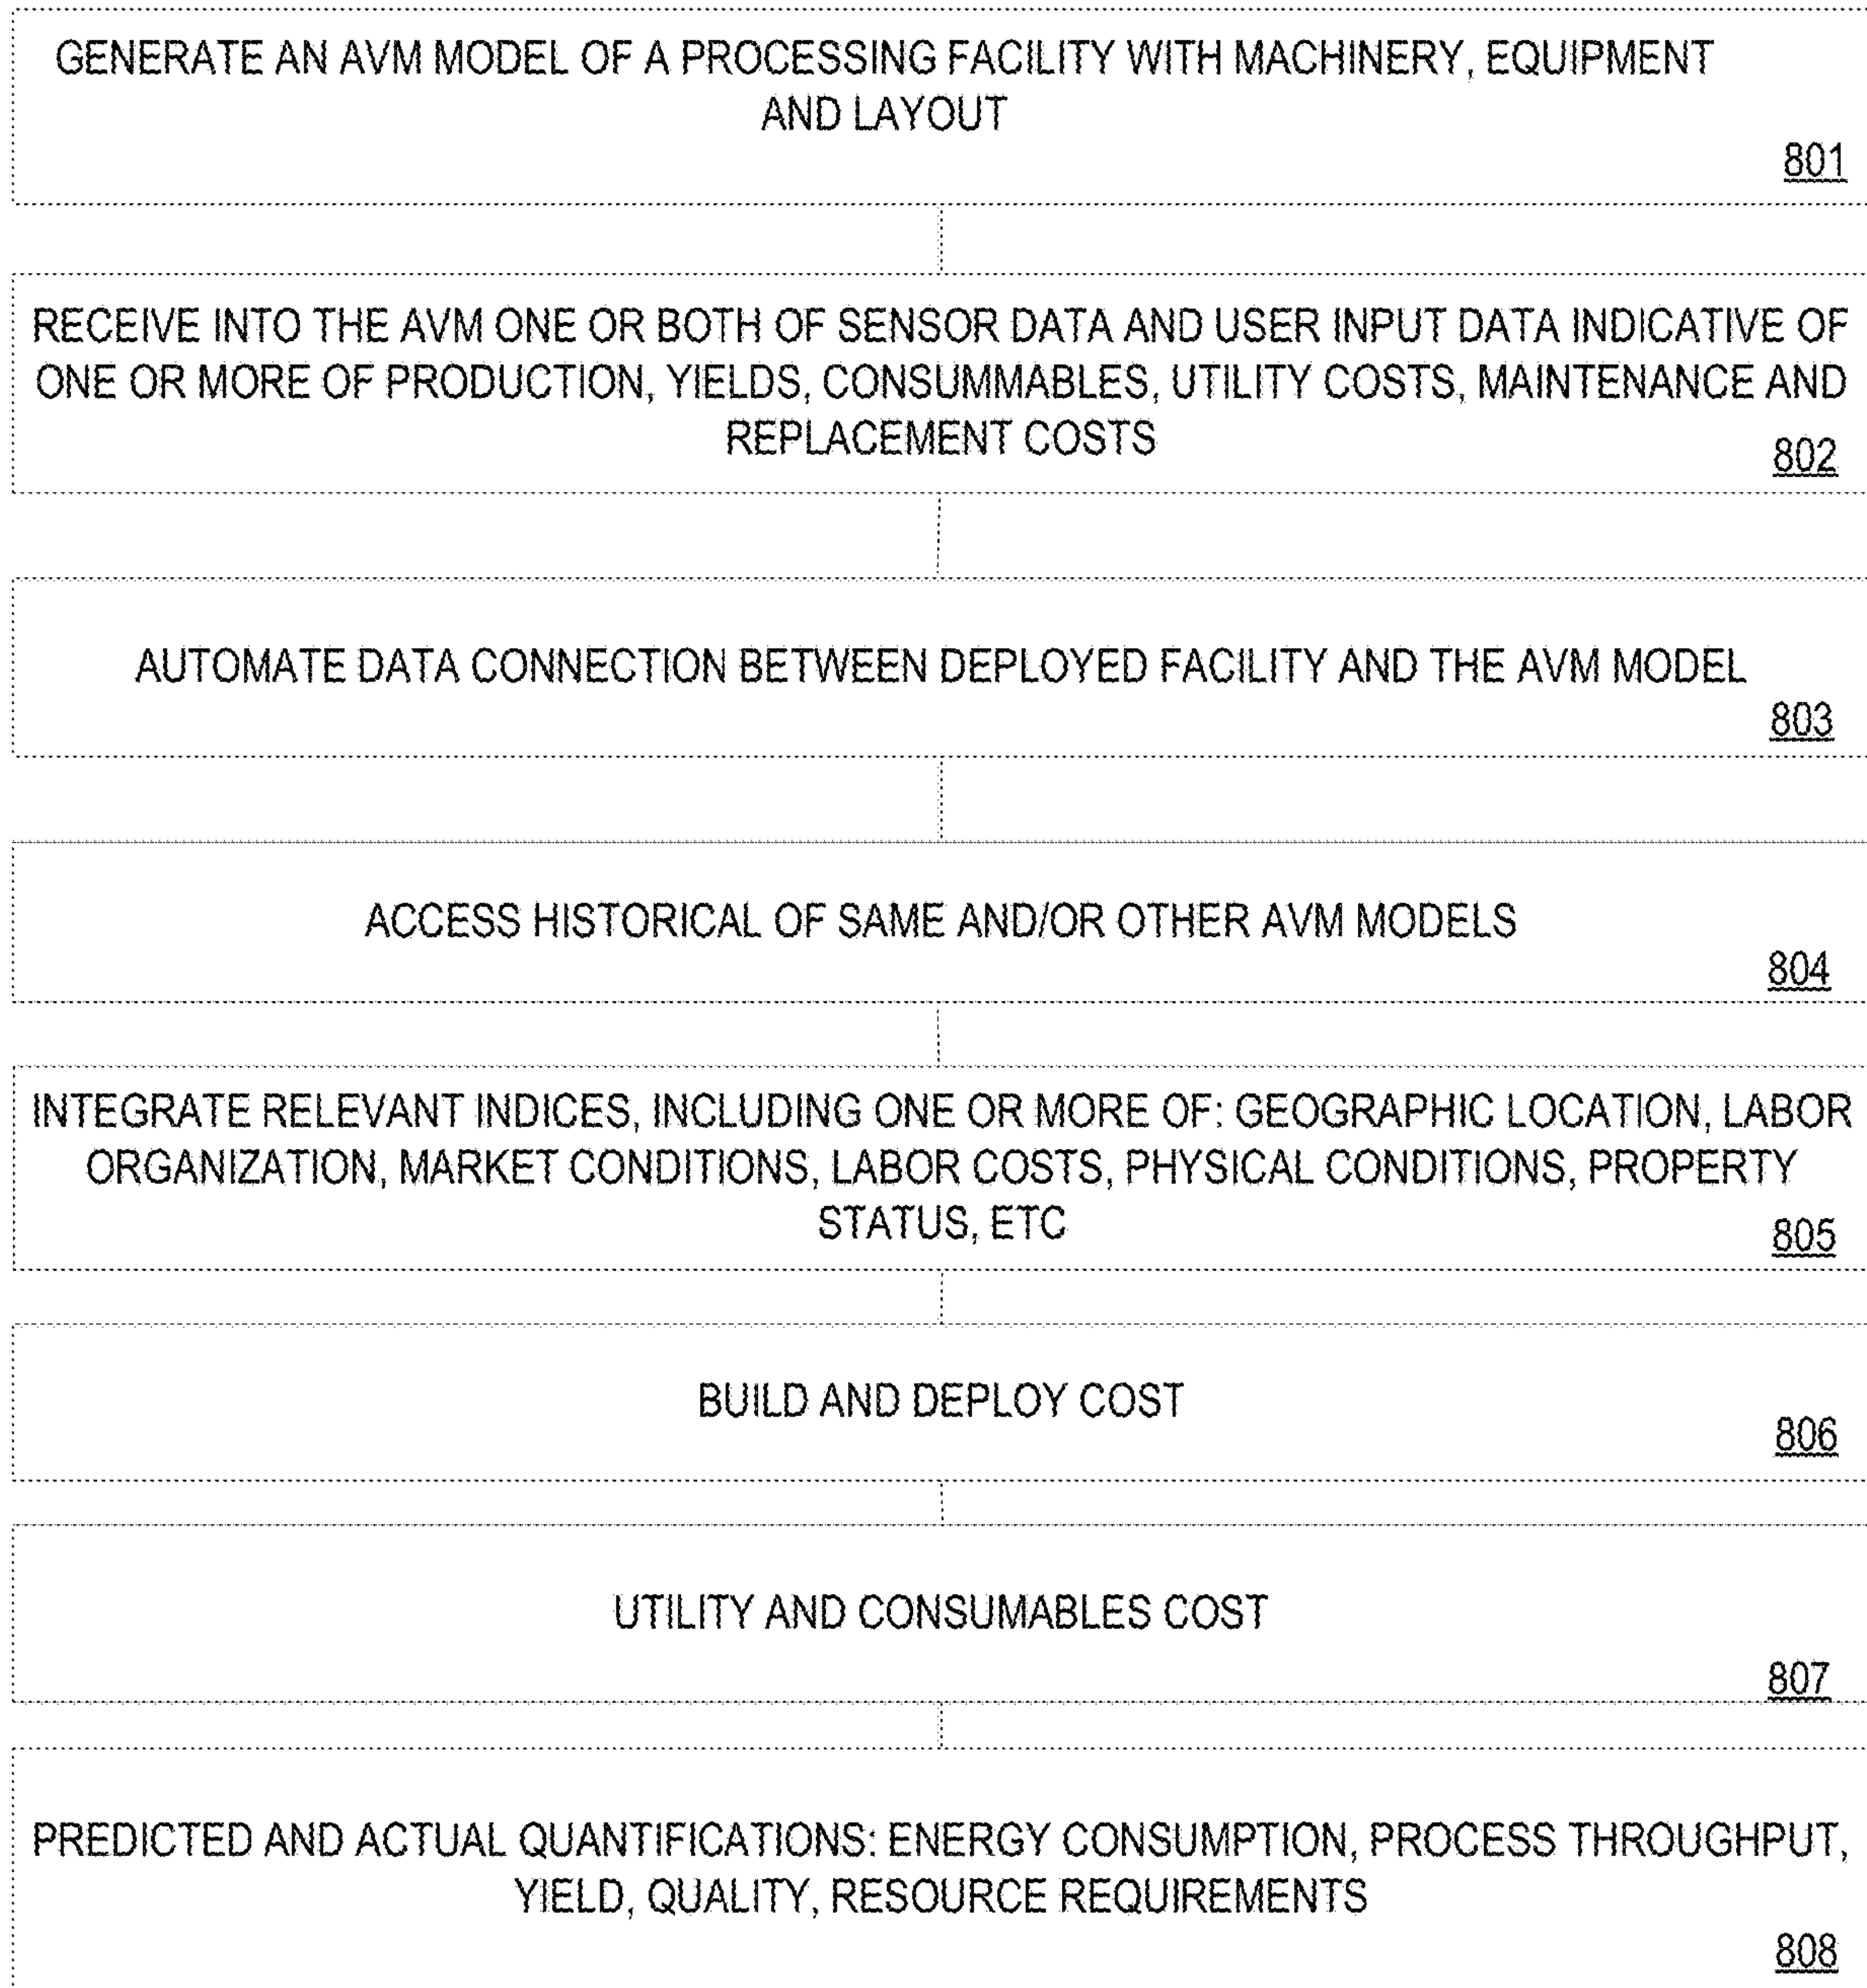 GENERATE AN AVM MODEL OF A PROCESSING FACILITY WITH MACHINERY, EQUIPMENT
AND LAYOUT
801
RECEIVE INTO THE AVM ONE OR BOTH OF SENSOR DATA AND USER INPUT DATA INDICATIVE OF
ONE OR MORE OF PRODUCTION, YIELDS, CONSUMMABLES, UTILITY COSTS, MAINTENANCE AND
REPLACEMENT COSTS
802
AUTOMATE DATA CONNECTION BETWEEN DEPLOYED FACILITY AND THE AVM MODEL
803
ACCESS HISTORICAL OF SAME AND/OR OTHER AVM MODELS
804
INTEGRATE RELEVANT INDICES, INCLUDING ONE OR MORE OF: GEOGRAPHIC LOCATION, LABOR
ORGANIZATION, MARKET CONDITIONS, LABOR COSTS, PHYSICAL CONDITIONS, PROPERTY
STATUS, ETC
805
BUILD AND DEPLOY COST
806
UTILITY AND CONSUMABLES COST
807
PREDICTED AND ACTUAL QUANTIFICATIONS: ENERGY CONSUMPTION, PROCESS THROUGHPUT,
YIELD, QUALITY, RESOURCE REQUIREMENTS
808